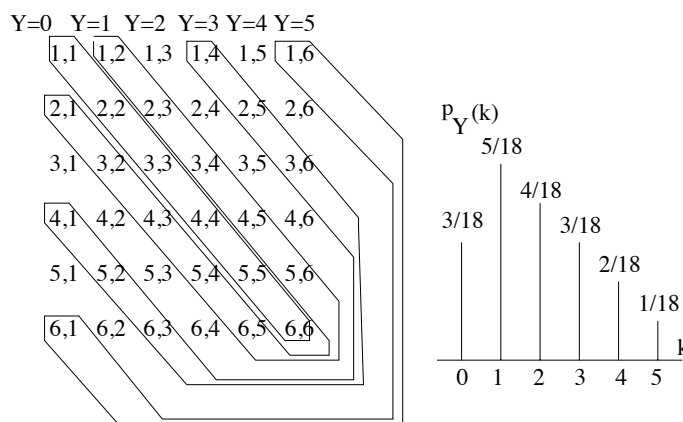 Y=0 Y=1 Y=2 Y=3 Y=4 Y=5
1,1 1,2 1,3 1,4 1,5 1,6
2,1 2,2 2,3 2,4 2,5 2,6
3,1 3,2 3,3 3,4 3,5 3,6
4,1 4,2 4,3 4,4 4,5 4,6
5,1 5,2 5,3 5,4 5,5 5,6
6,1 6,2 6,3 6,4 6,5 6,6
p_Y(k)
5/18
4/18
3/18
3/18
2/18
1/18
k
0 1 2 3 4 5